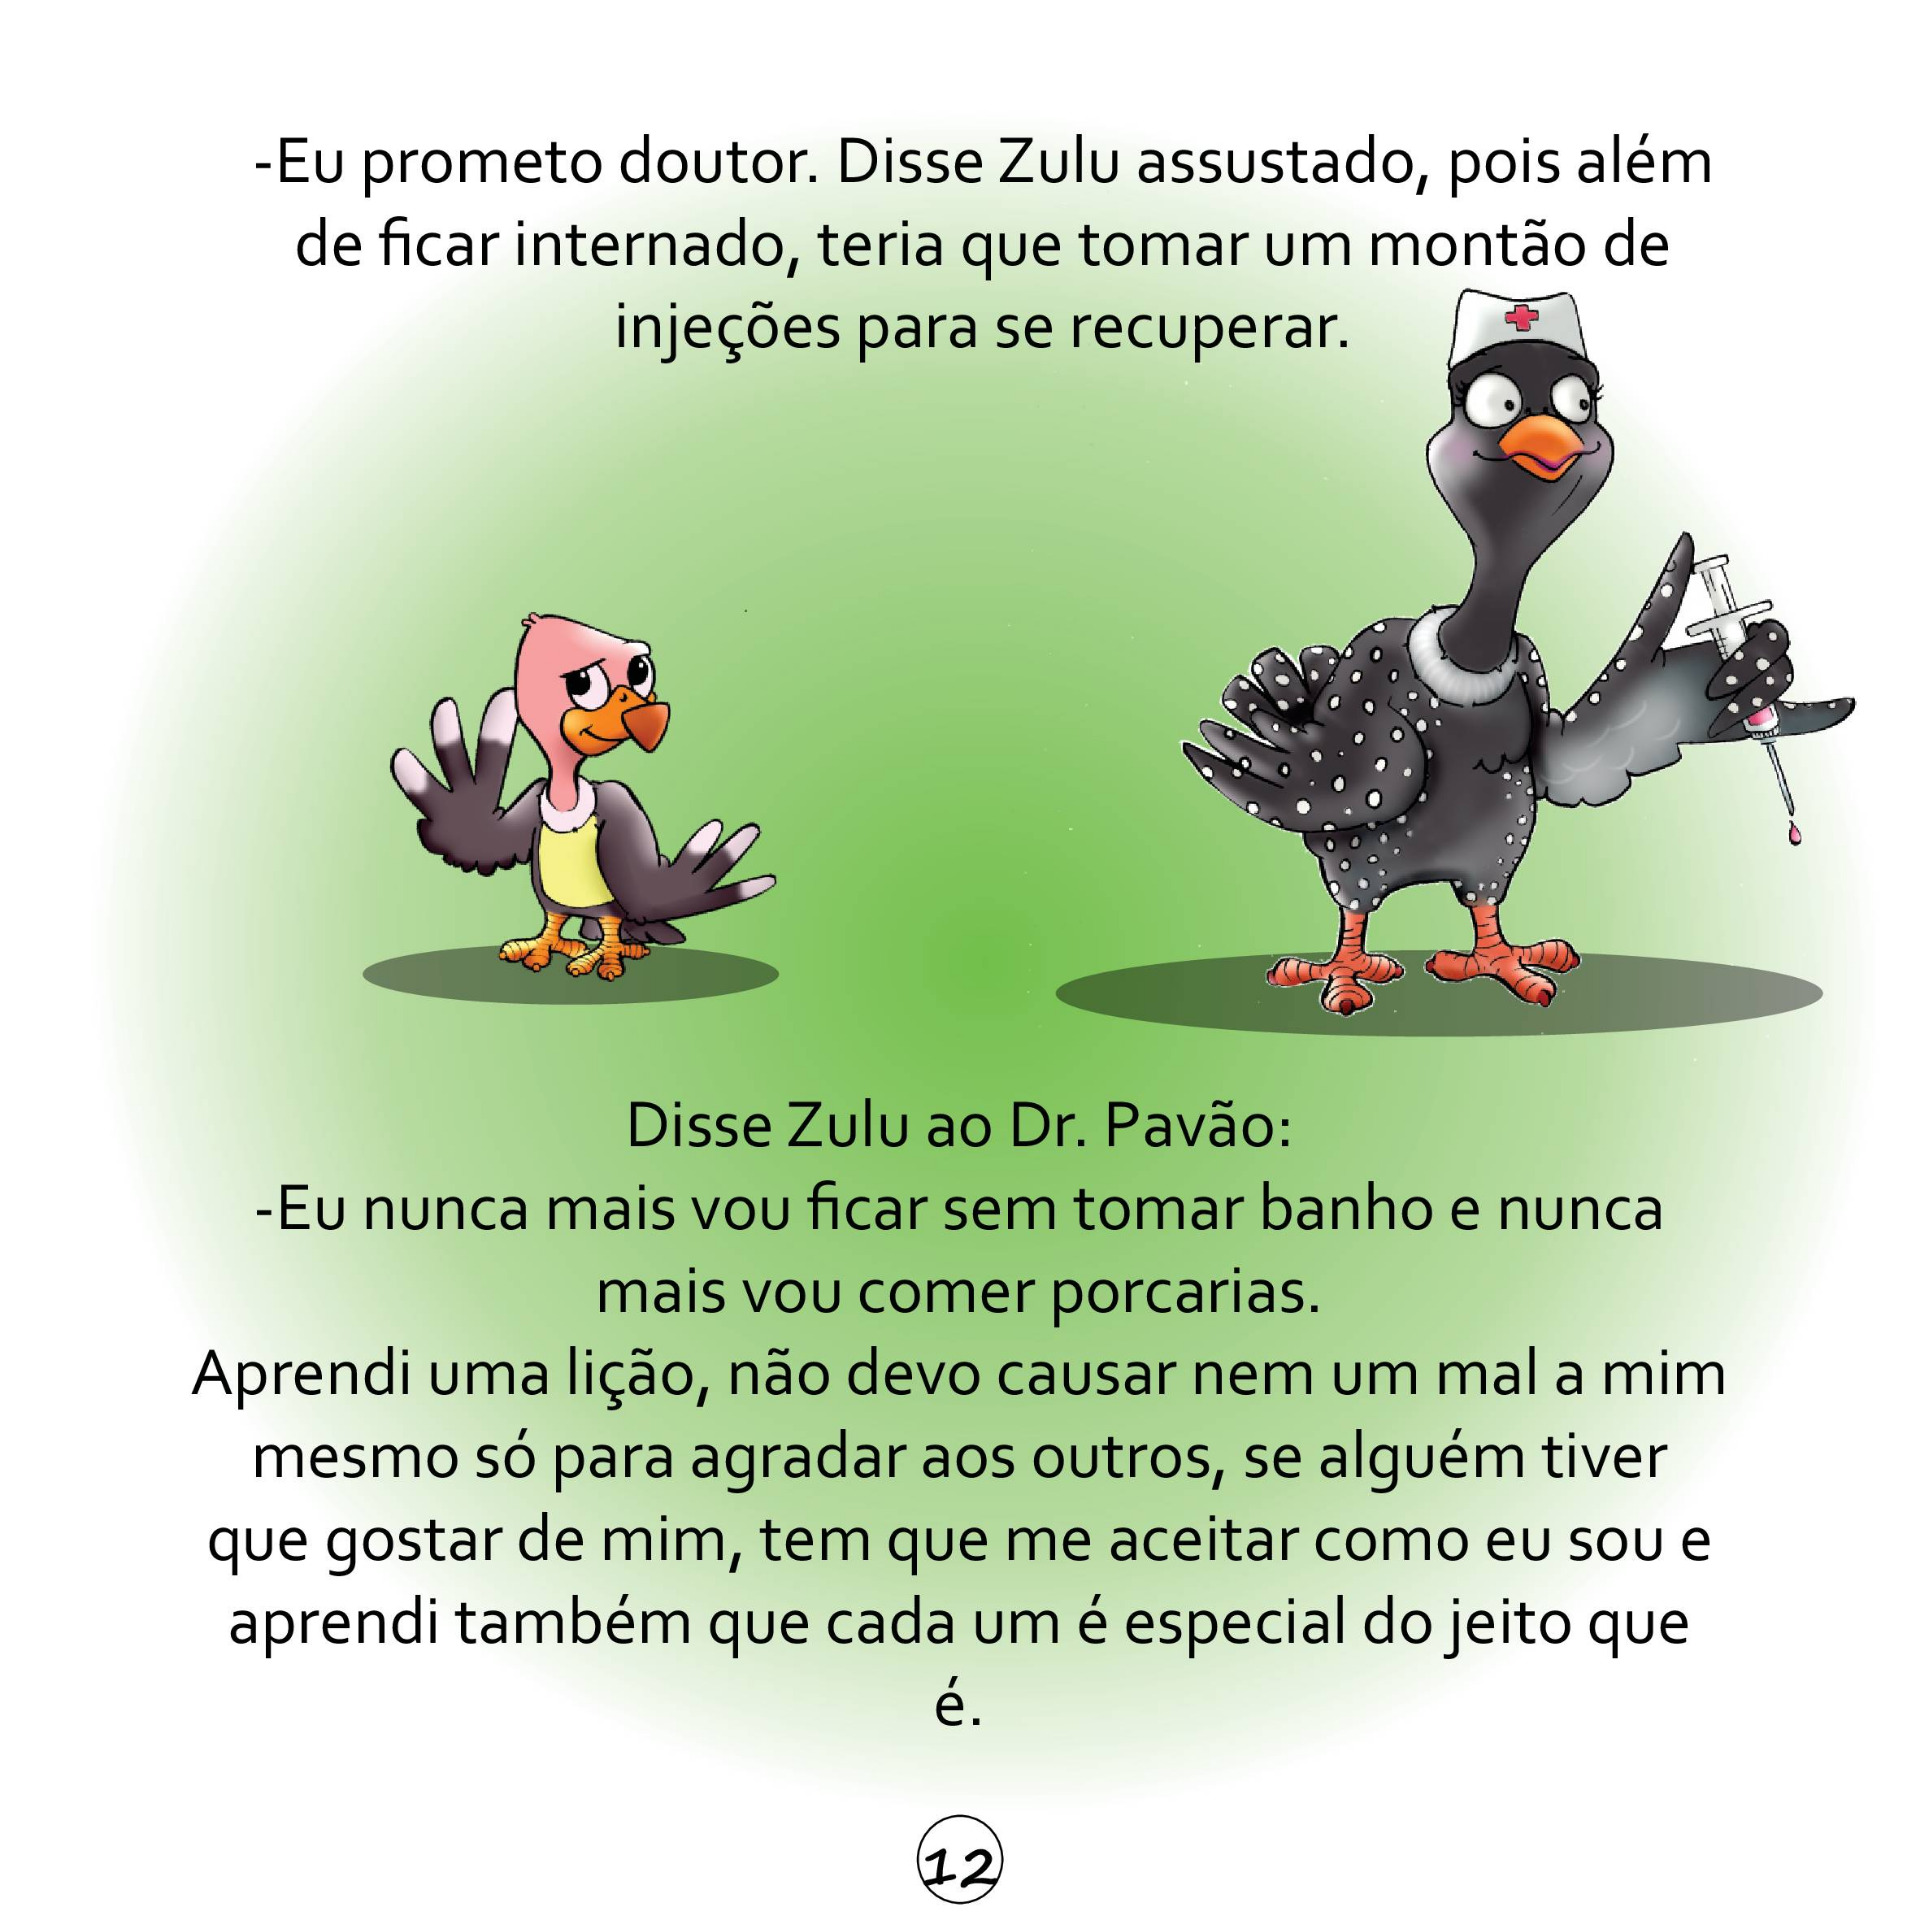 -Eu prometo doutor. Disse Zulu assustado, pois além
de ficar internado, teria que tomar um montão de
injeções para se recuperar.
Disse Zulu ao Dr. Pavão:
-Eu nunca mais vou ficar sem tomar banho e nunca
mais vou comer porcarias.
Aprendi uma lição, não devo causar nem um mal a mim
mesmo só para agradar aos outros, se alguém tiver
que gostar de mim, tem que me aceitar como eu sou e
aprendi também que cada um é especial do jeito que
é.
12